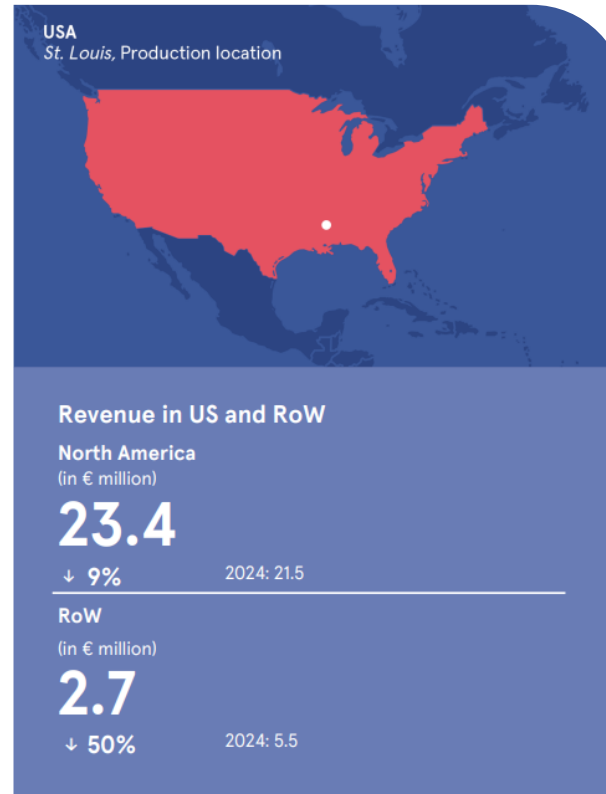 USA
St. Louis, Production location
Revenue in US and RoW
North America
(in € million)
23.4
↓ 9% 2024: 21.5
RoW
(in € million)
2.7
↓ 50% 2024: 5.5